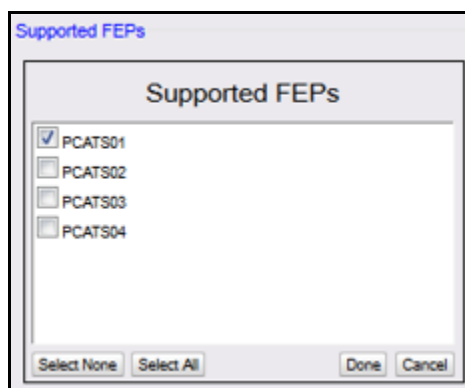 Supported FEPs
Supported FEPs
PCATS01
PCATS02
PCATS03
PCATS04
Select None Select All Done Cancel